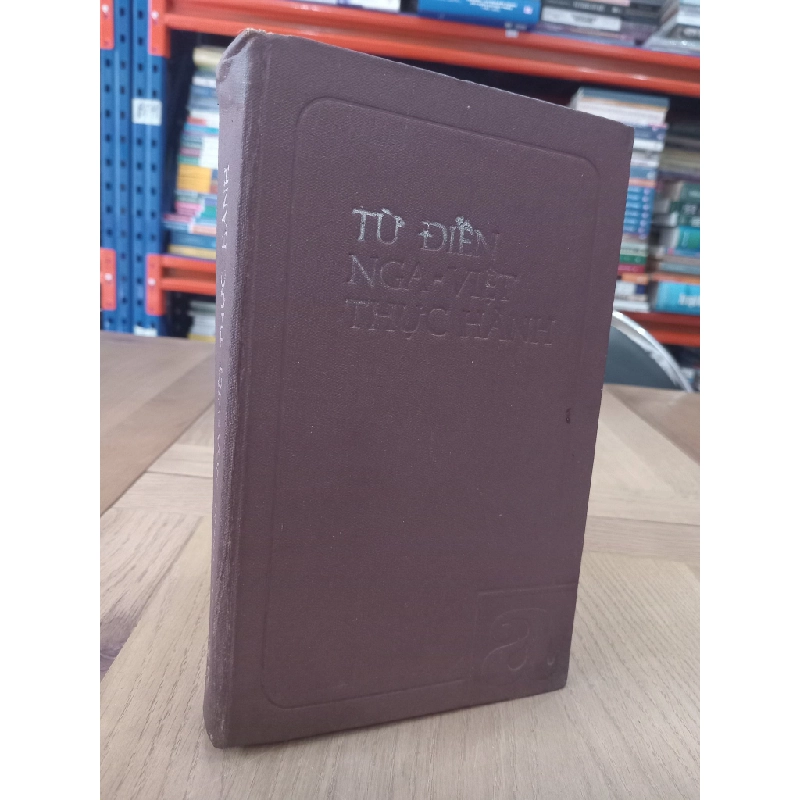 TỪ ĐIỂN
NGA-VIỆT
THỰC HÀNH
a